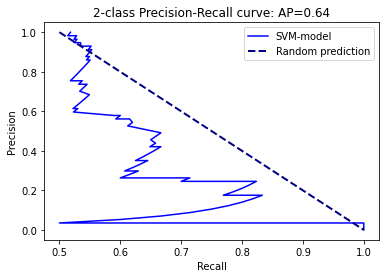 2-class Precision-Recall curve: AP=0.64
SVM-model
Random prediction
Precision
1.0
0.8
0.6
0.4
0.2
0.0
0.5
0.6
0.7
0.8
0.9
1.0
Recall